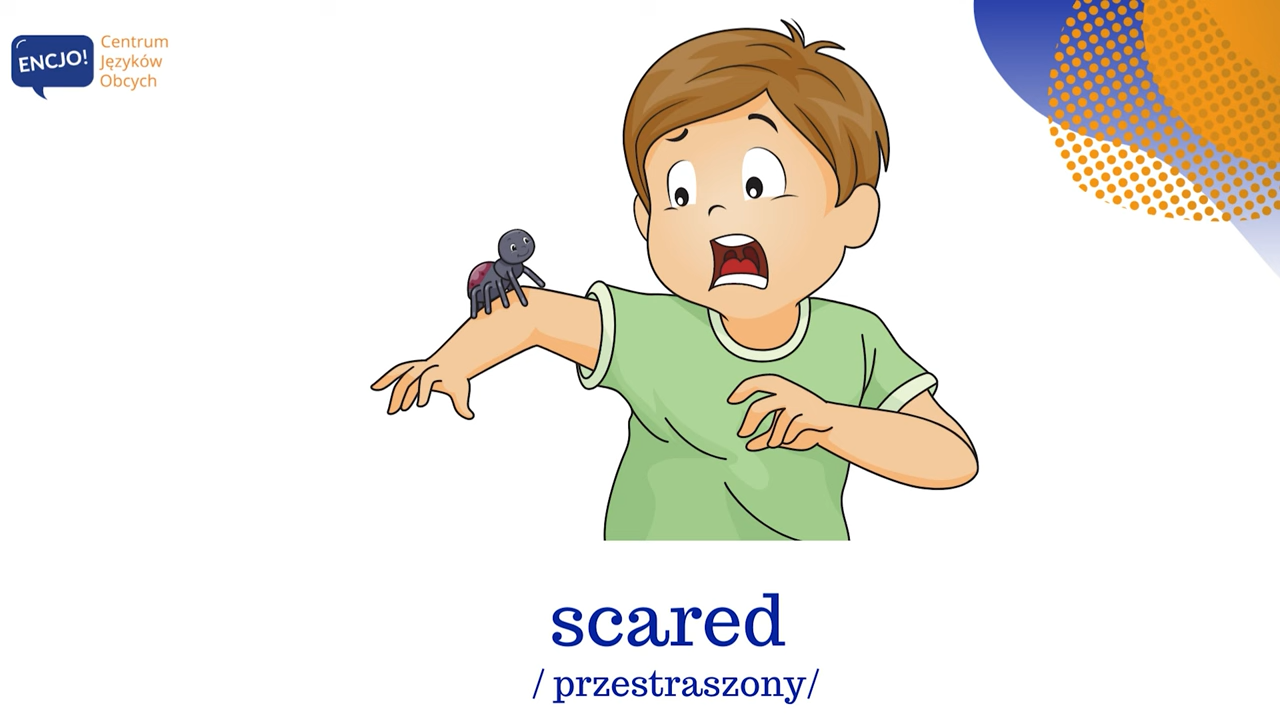 ENCJO!
Centrum
Języków
Obcych
scared
/ przestraszony/